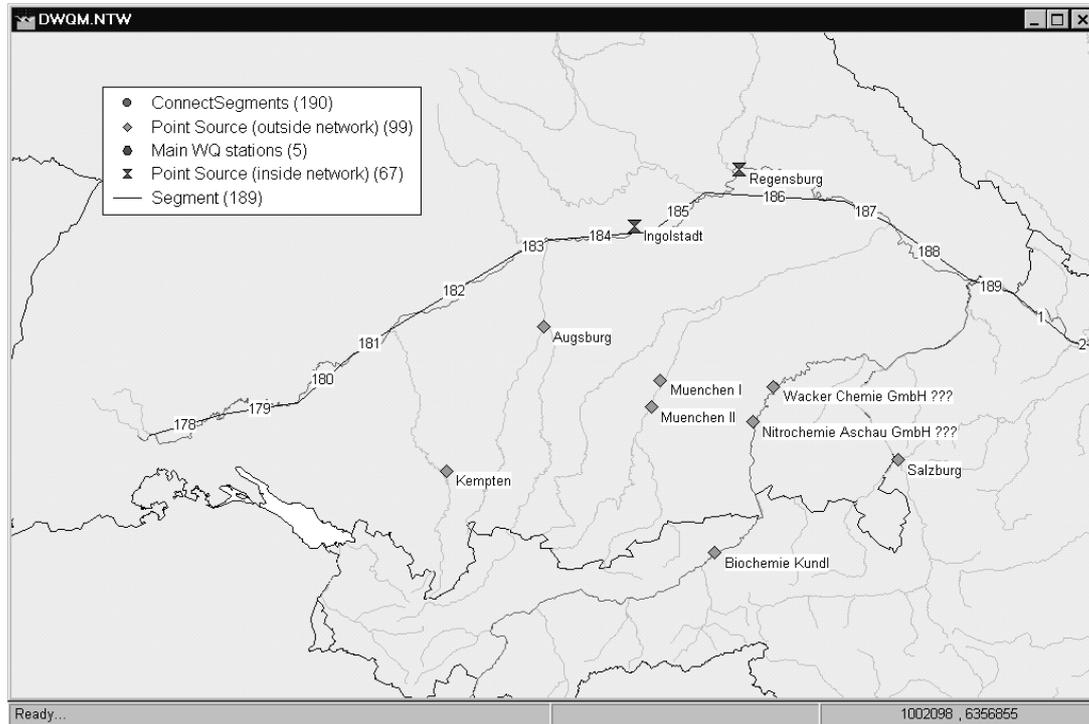 DWQM.NTW
ConnectSegments (190)
Point Source (outside network) (99)
Main WQ stations (5)
Point Source (inside network) (67)
Segment (189)
Regensburg
186
185
187
184
Ingolstadt
183
188
182
189
1
181
Augsburg
2
180
Muenchen I
Wacker Chemie GmbH ???
179
Muenchen II
178
Nitrochemie Aschau GmbH ???
Salzburg
Kempten
Biochemie Kundl
Ready...
1002098 , 6356855